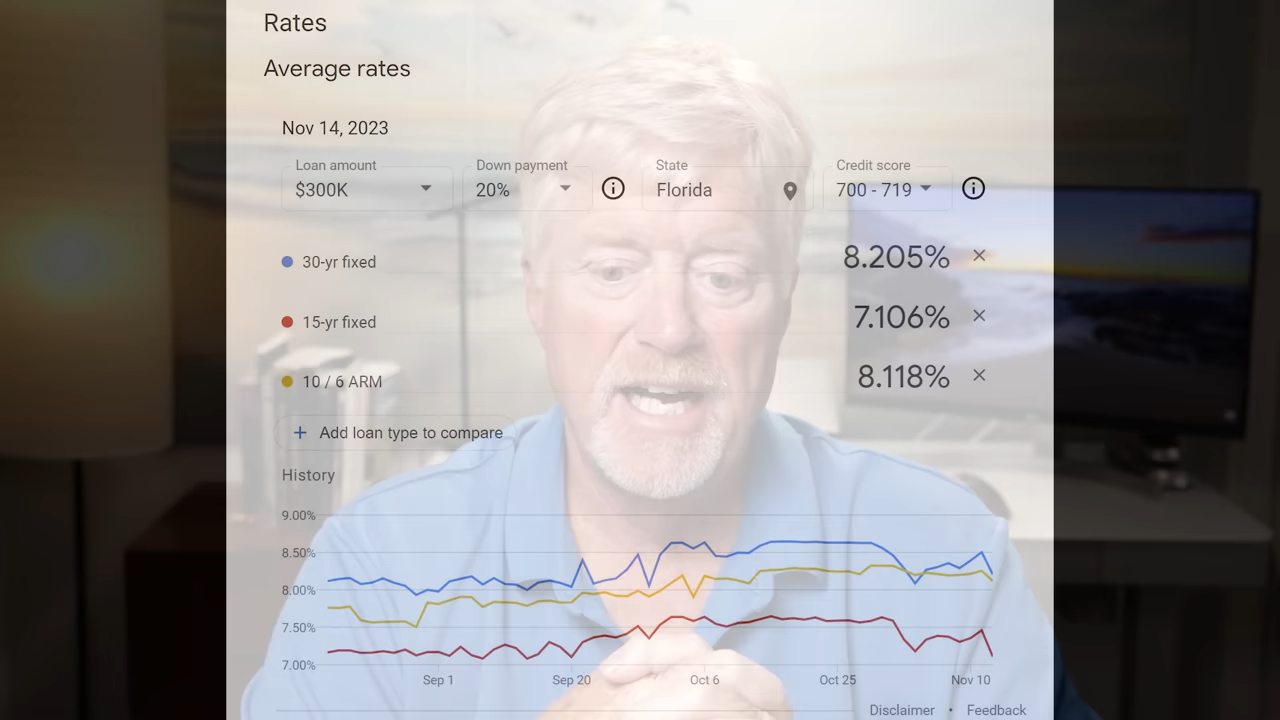 Rates
Average rates
Nov 14, 2023
Loan amount Down payment State Credit score
$300K 20% Florida 700 - 719
30-yr fixed 8.205% ×
15-yr fixed 7.106% ×
10 / 6 ARM 8.118% ×
+ Add loan type to compare
History
9.00%
8.50%
8.00%
7.50%
7.00%
Sep 1 Sep 20 Oct 6 Oct 25 Nov 10
Disclaimer • Feedback